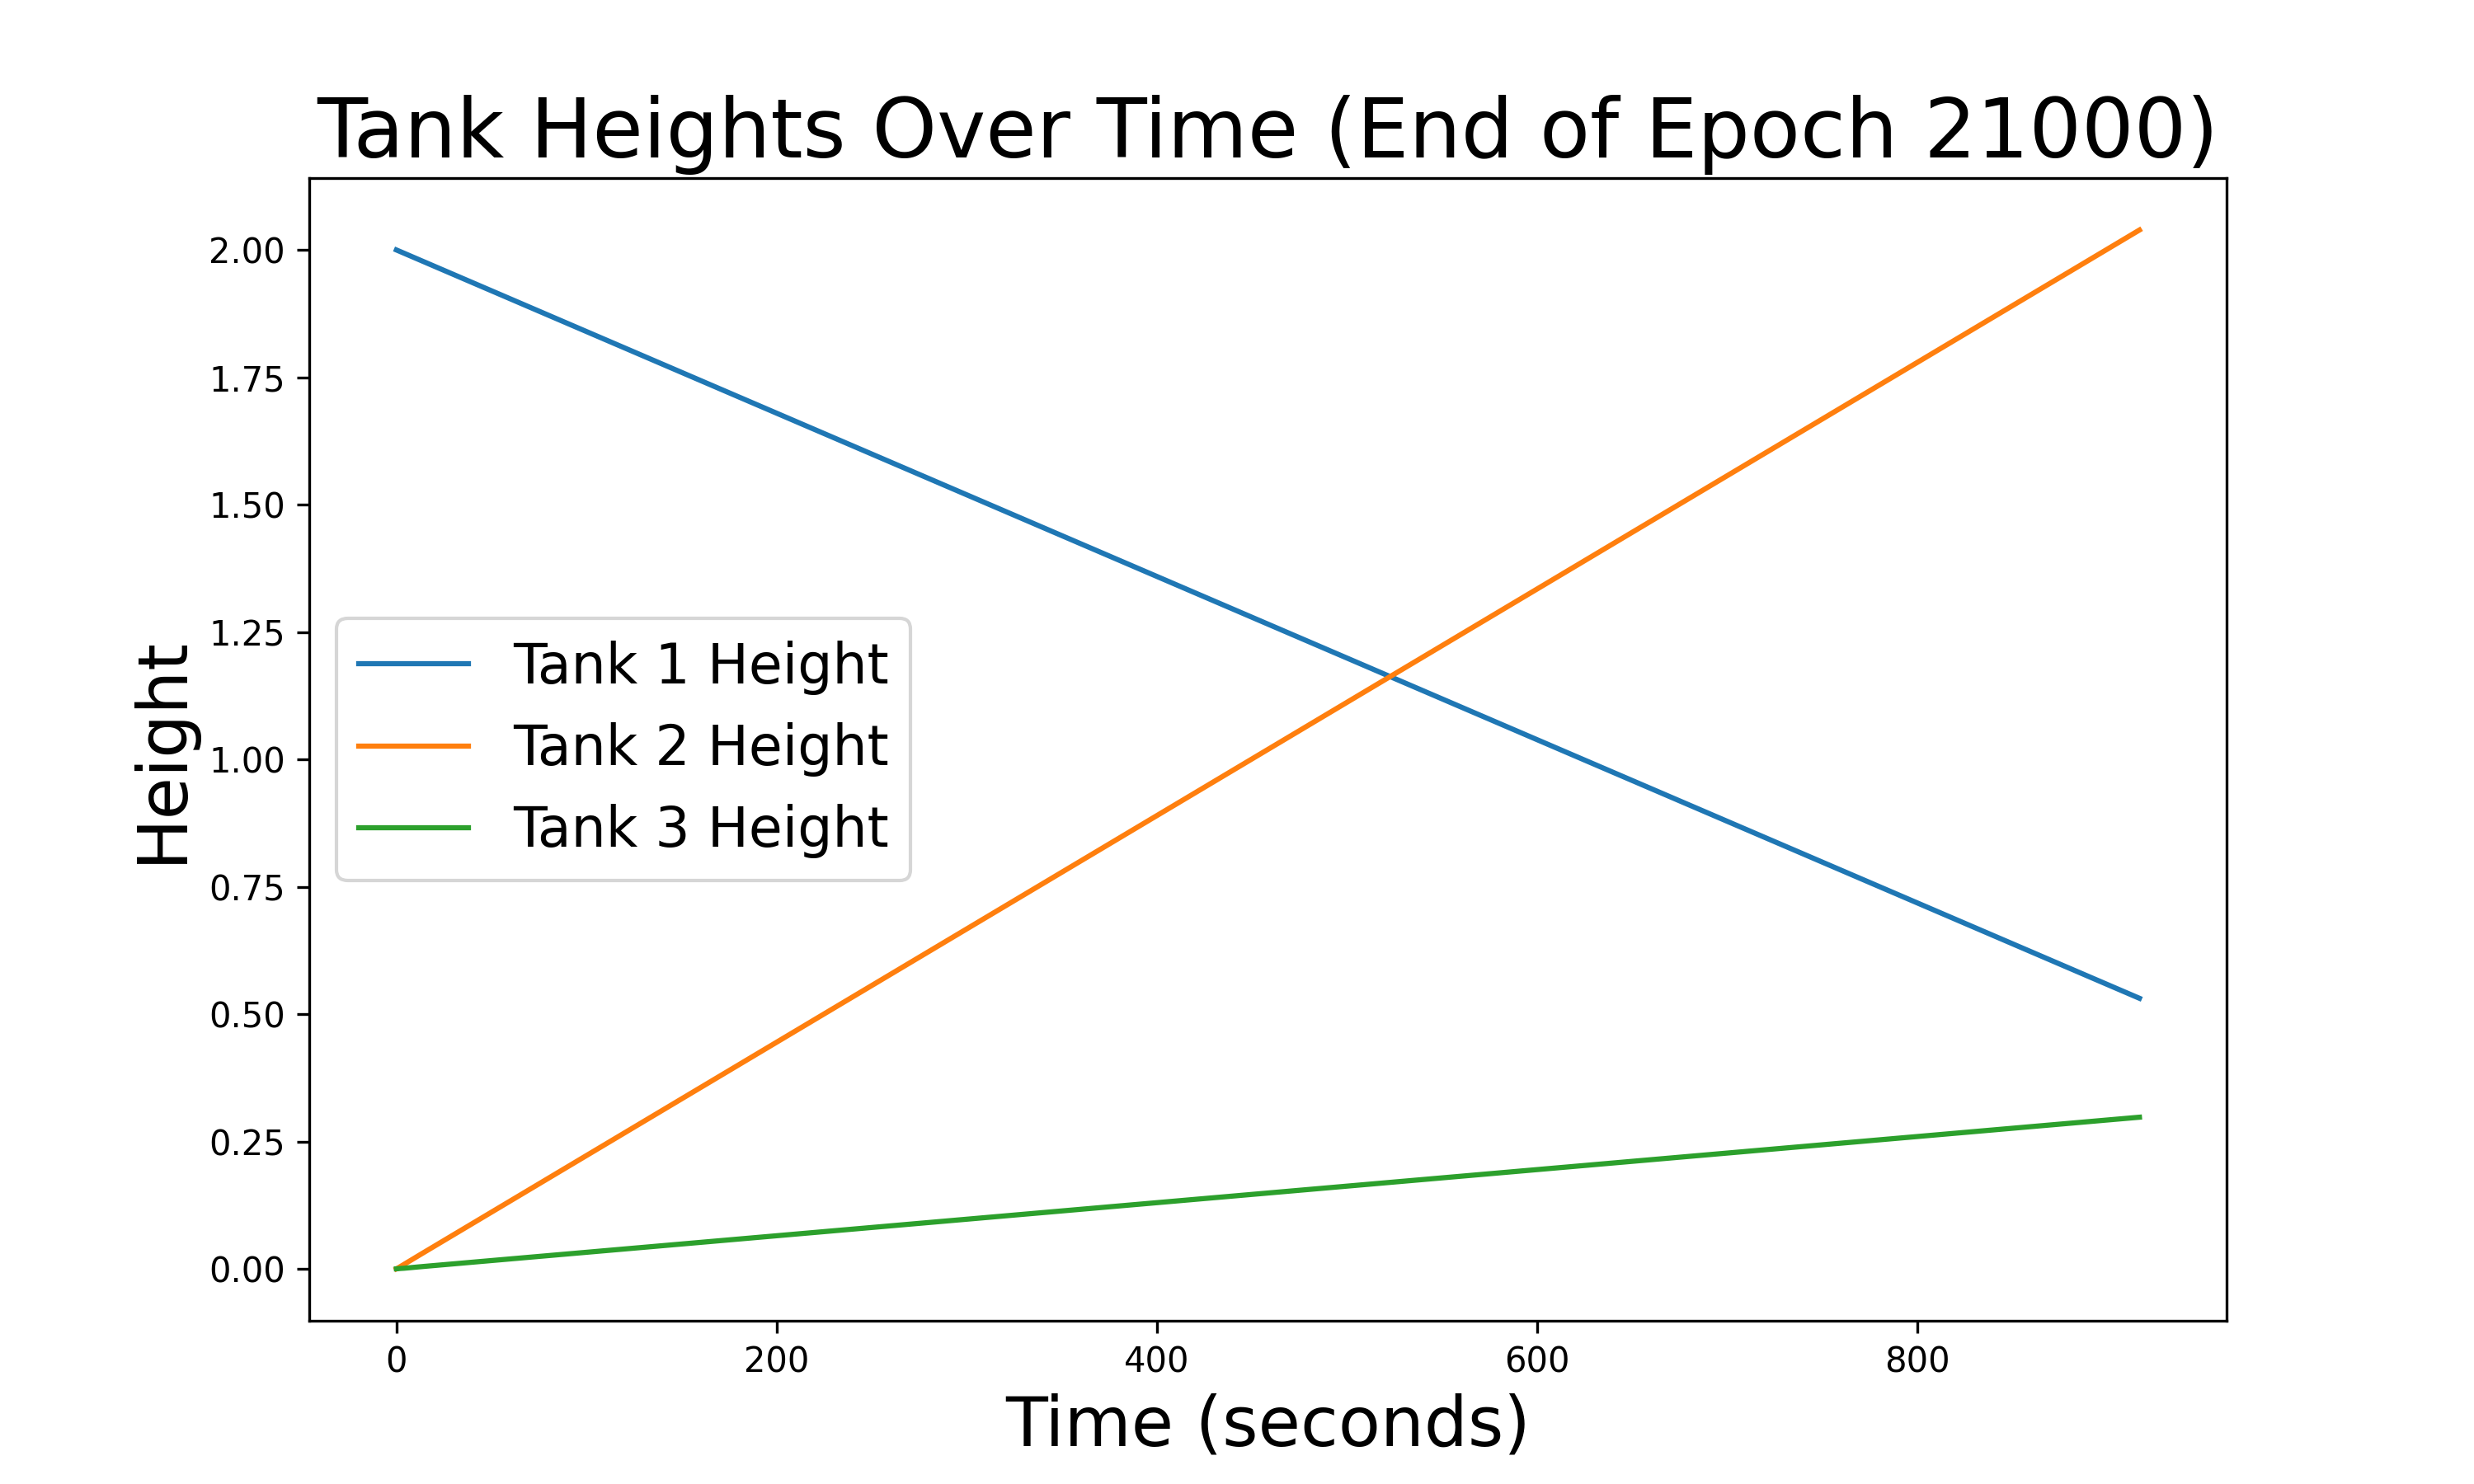 Tank Heights Over Time (End of Epoch 21000)
2.00
1.75
1.50
1.25
1.00
0.75
0.50
0.25
0.00
Height
Tank 1 Height
Tank 2 Height
Tank 3 Height
0 200 400 600 800
Time (seconds)